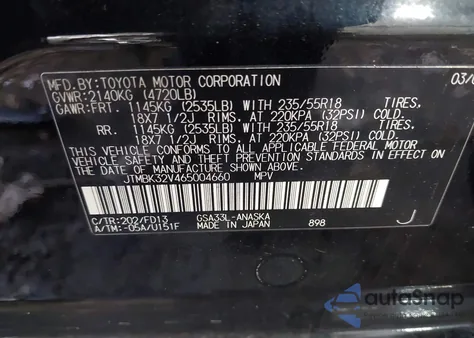 MFD.BY:TOYOTA MOTOR CORPORATION 03/
GVWR:2140KG (4720LB)
GAWR:FRT. 1145KG (2535LB) WITH 235/55R18 TIRES,
18X7 1/2J RIMS, AT 220KPA (32PSI) COLD.
RR. 1145KG (2535LB) WITH 235/55R18 TIRES,
18X7 1/2J RIMS, AT 220KPA (32PSI) COLD.
THIS VEHICLE CONFORMS TO ALL APPLICABLE FEDERAL MOTOR
VEHICLE SAFETY AND BUMPER STANDARDS IN EFFECT ON THE DATE OF
MANUFACTURE SHOWN ABOVE.
JTMBK32V465004660 MPV
C/TR:202/FD13 GSA33L-ANASKA
A/TM:-05A/U151F MADE IN JAPAN 898 J
autoSnap